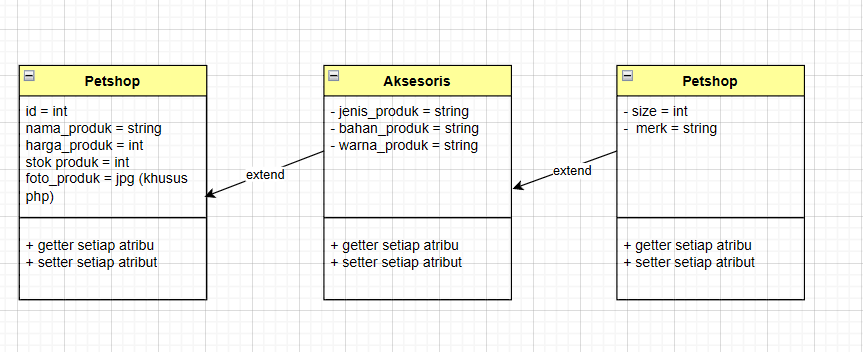 Petshop
id = int
nama_produk = string
harga_produk = int
stok produk = int
foto_produk = jpg (khusus
php)
+ getter setiap atribu
+ setter setiap atribut
extend
Aksesoris
- jenis_produk = string
- bahan_produk = string
- warna_produk = string
+ getter setiap atribu
+ setter setiap atribut
extend
Petshop
- size = int
- merk = string
+ getter setiap atribu
+ setter setiap atribut